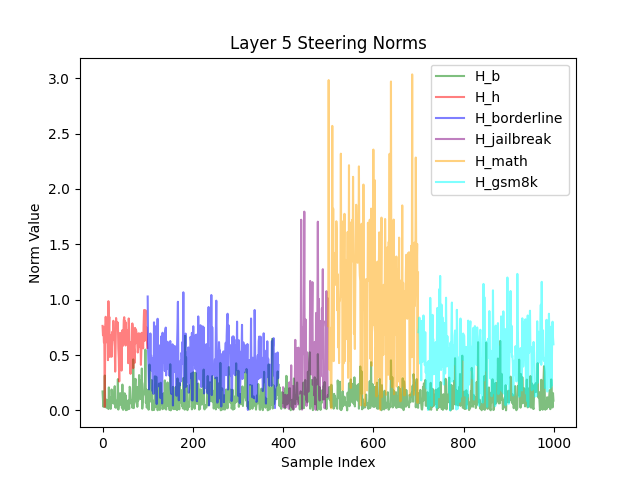 Layer 5 Steering Norms
Norm Value
3.0
2.5
2.0
1.5
1.0
0.5
0.0
H_b
H_h
H_borderline
H_jailbreak
H_math
H_gsm8k
0 200 400 600 800 1000
Sample Index